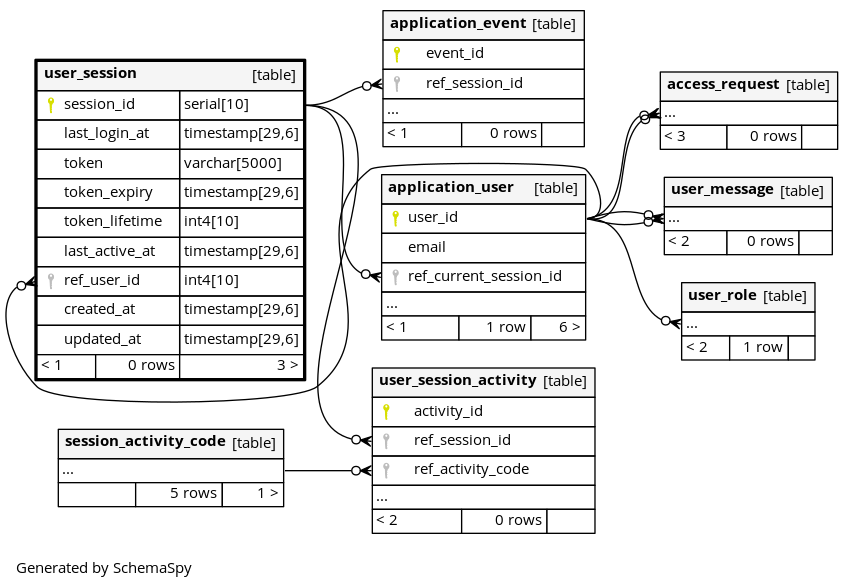 user_session [table]
session_id serial[10]
last_login_at timestamp[29,6]
token varchar[5000]
token_expiry timestamp[29,6]
token_lifetime int4[10]
last_active_at timestamp[29,6]
ref_user_id int4[10]
created_at timestamp[29,6]
updated_at timestamp[29,6]
< 1 0 rows 3 >
application_event [table]
event_id
ref_session_id
...
< 1 0 rows
application_user [table]
user_id
email
ref_current_session_id
...
< 1 1 row 6 >
access_request [table]
...
< 3 0 rows
user_message [table]
...
< 2 0 rows
user_role [table]
...
< 2 1 row
user_session_activity [table]
activity_id
ref_session_id
ref_activity_code
...
< 2 0 rows
session_activity_code [table]
...
5 rows 1 >
Generated by SchemaSpy